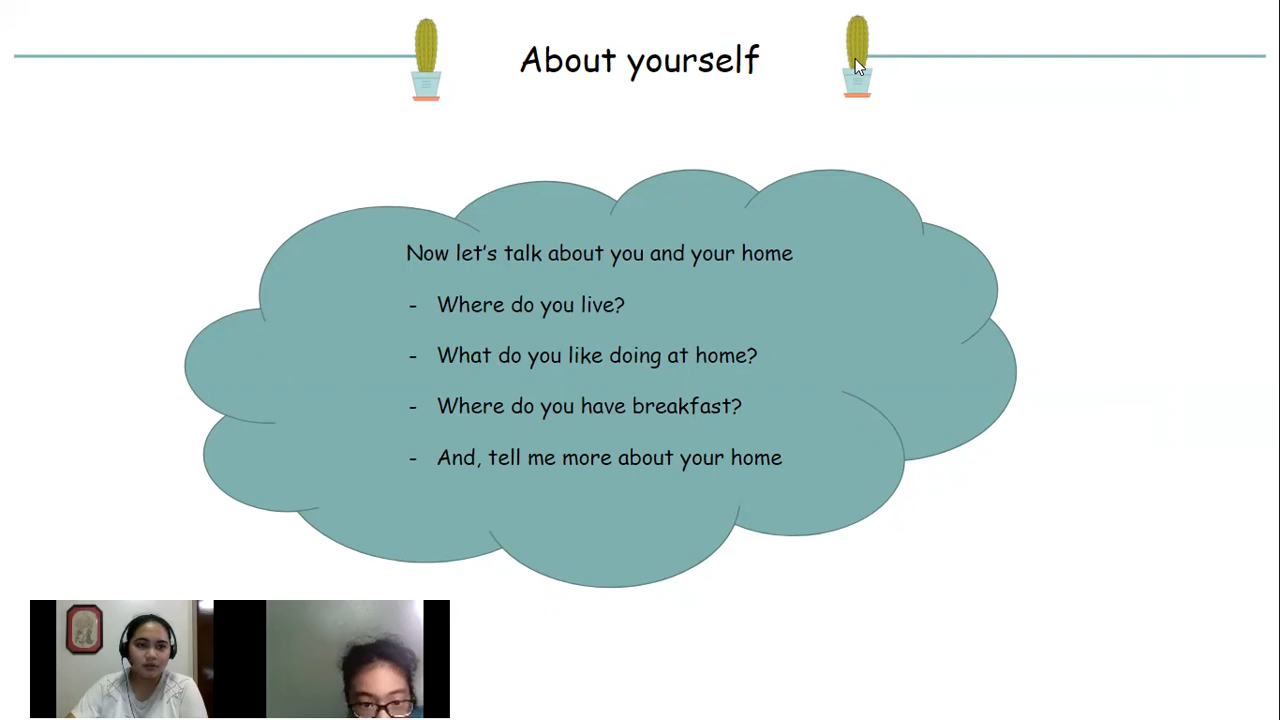 About yourself
Now let's talk about you and your home
- Where do you live?
- What do you like doing at home?
- Where do you have breakfast?
- And, tell me more about your home